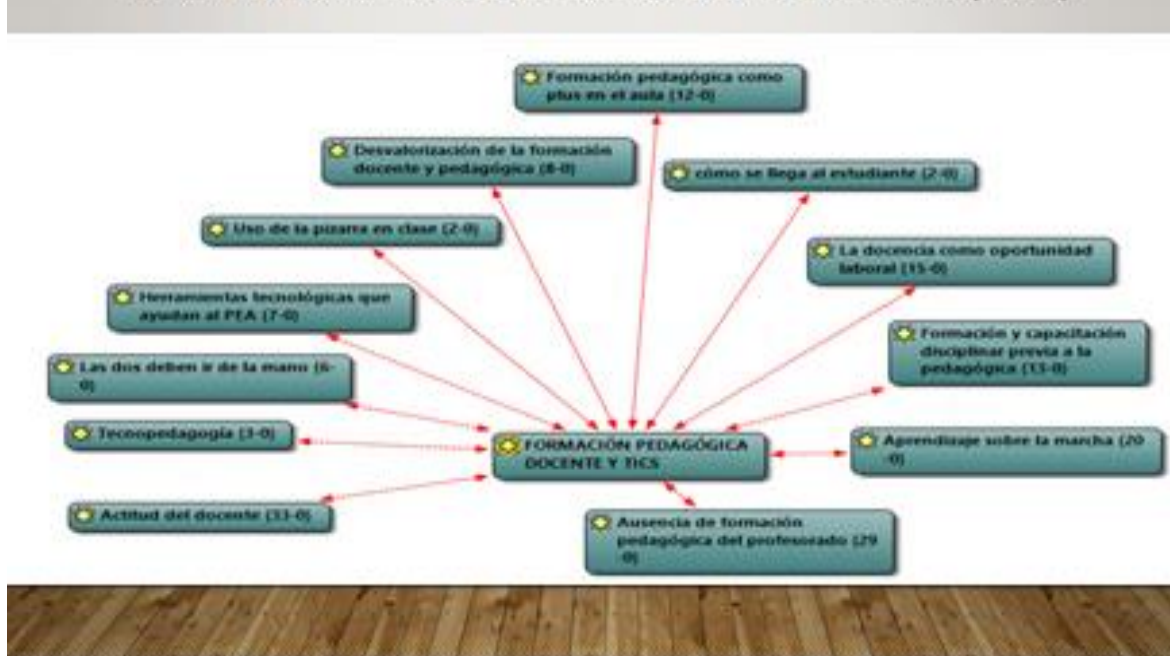 Formación pedagógica como
plus en el aula (12-0)
Desvalorización de la formación
docente y pedagógica (8-0)
cómo se llega al estudiante (2-0)
Uso de la pizarra en clase (2-0)
La docencia como oportunidad
laboral (15-0)
Herramientas tecnológicas que
ayudan al PEA (7-0)
Formación y capacitación
disciplinar previa a la
pedagógica (13-0)
Las dos deben ir de la mano (6-
0)
Tecnopedagogía (3-0)
FORMACIÓN PEDAGÓGICA
DOCENTE Y TICS
Aprendizaje sobre la marcha (20
-0)
Actitud del docente (33-0)
Ausencia de formación
pedagógica del profesorado (29
-0)